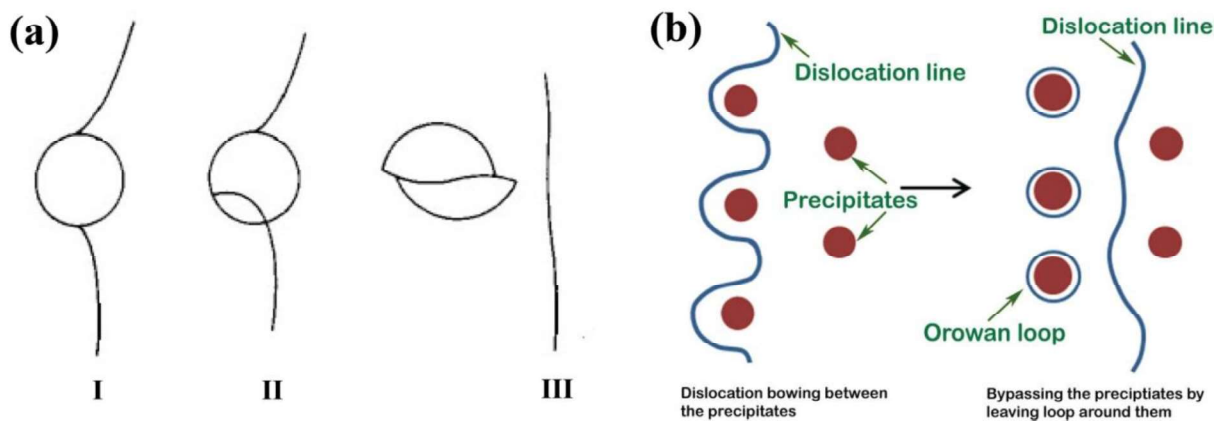 (a)
I
II
III
(b)
Dislocation line
Dislocation line
Precipitates
Orowan loop
Dislocation bowing between
the precipitates
Bypassing the preciptiates by
leaving loop around them